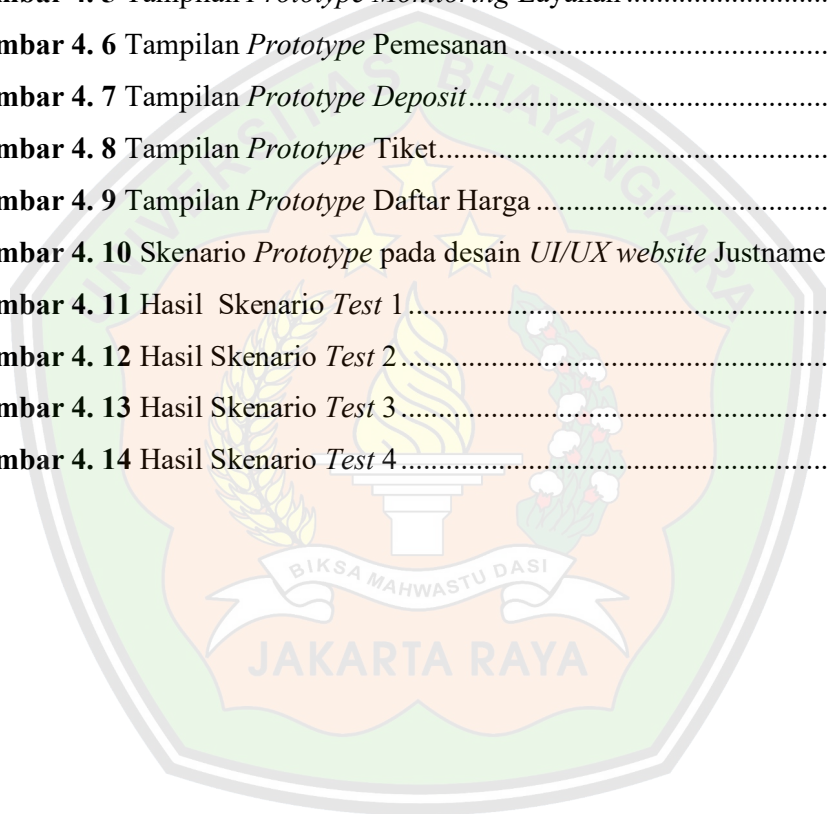 mbar 4. 5 Tampilan Prototype Monitoring Layanan ....................................
mbar 4. 6 Tampilan Prototype Pemesanan ....................................................
mbar 4. 7 Tampilan Prototype Deposit............................................................
mbar 4. 8 Tampilan Prototype Tiket.................................................................
mbar 4. 9 Tampilan Prototype Daftar Harga .................................................
mbar 4. 10 Skenario Prototype pada desain UI/UX website Justname
mbar 4. 11 Hasil  Skenario Test 1.....................................................................
mbar 4. 12 Hasil Skenario Test 2......................................................................
mbar 4. 13 Hasil Skenario Test 3......................................................................
mbar 4. 14 Hasil Skenario Test 4......................................................................
UNIVERSITAS BHAYANGKARA
BIKSA MAHWASTU DASI
JAKARTA RAYA